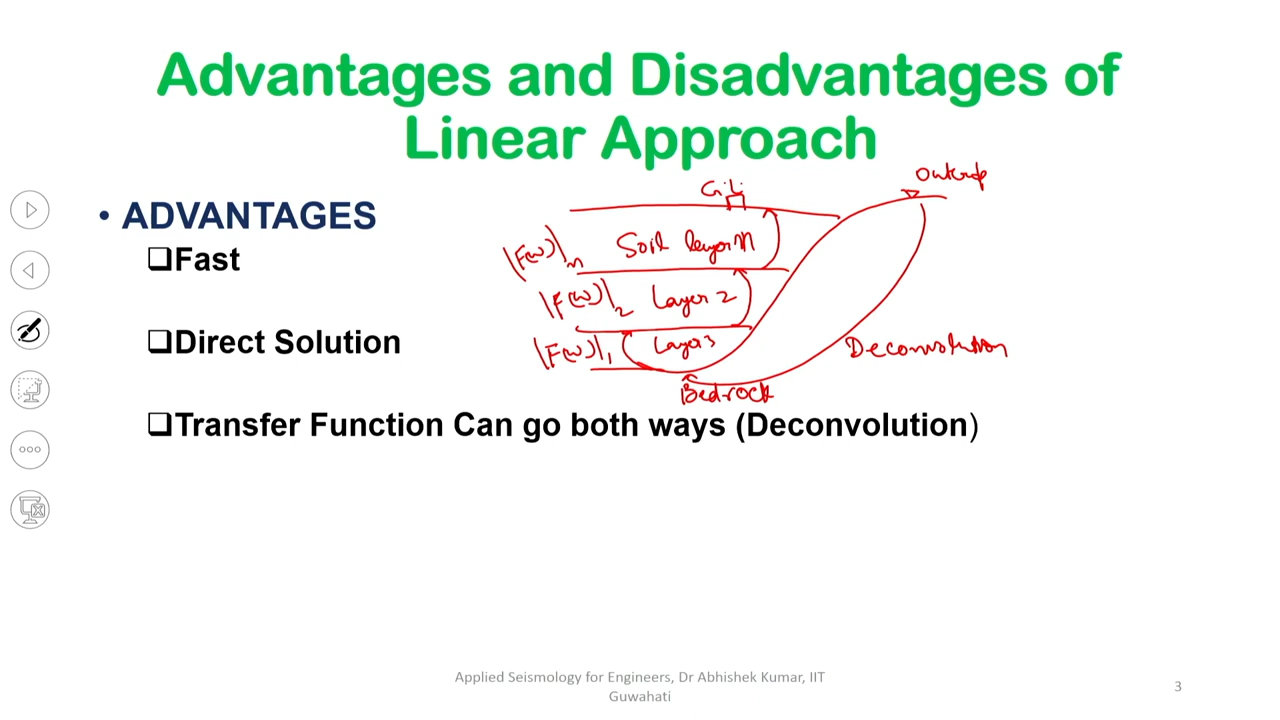 Advantages and Disadvantages of
Linear Approach
• ADVANTAGES
❑Fast
❑Direct Solution
❑Transfer Function Can go both ways (Deconvolution)
Outcrop
Soil layer n
|F(ω)|n
Layer 2
|F(ω)|2
Layer
|F(ω)|1
Bedrock
Deconvolution
Applied Seismology for Engineers, Dr Abhishek Kumar, IIT
Guwahati
3